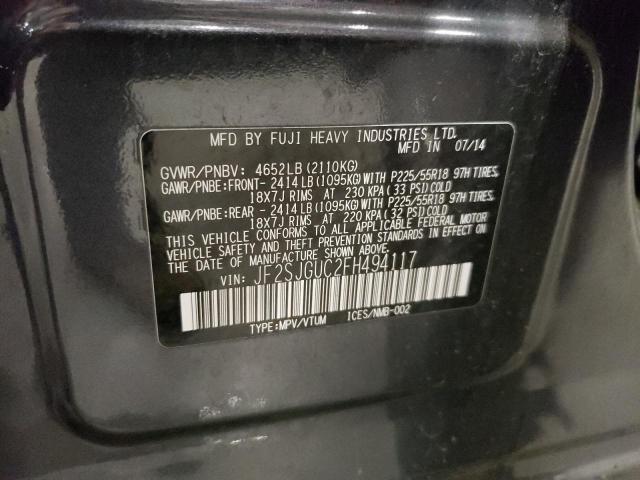 MFD BY FUJI HEAVY INDUSTRIES LTD.
MFD IN 07/14
GVWR/PNBV: 4652LB (2110KG)
GAWR/PNBE:FRONT- 2414LB (1095KG) WITH P225/55R18 97H TIRES,
18X7J RIMS AT 230 KPA (33 PSI) COLD
GAWR/PNBE:REAR - 2414LB (1095KG) WITH P225/55R18 97H TIRES,
18X7J RIMS AT 220 KPA (32 PSI) COLD
THIS VEHICLE CONFORMS TO ALL APPLICABLE FEDERAL MOTOR
VEHICLE SAFETY AND THEFT PREVENTION STANDARDS IN EFFECT ON
THE DATE OF MANUFACTURE SHOWN ABOVE.
VIN: JF2SJGUC2FH494117
TYPE:MPV/VTUM ICES/NMB-002